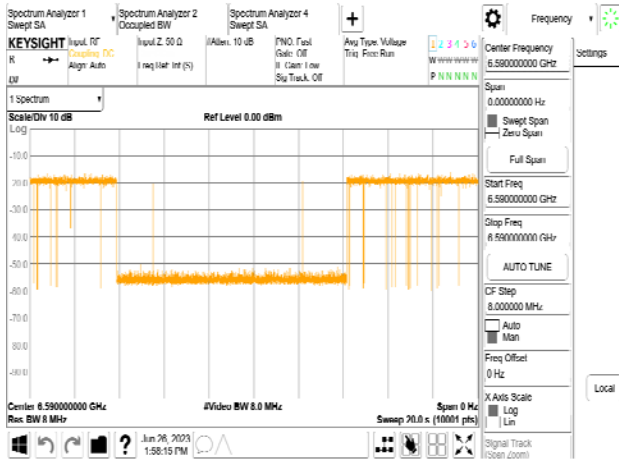 Spectrum Analyzer 1
Swept SA
Spectrum Analyzer 2
Occupied BW
Spectrum Analyzer 4
Swept SA
+
Frequency
KEYSIGHT
R
Input: RF
Coupling: DC
Align: Auto
Input Z: 50 Ω
Freq Ref: Int (S)
#Atten: 10 dB
PNO: Fast
Gate: Off
IF Gain: Low
Sig Track: Off
Avg Type: Voltage
Trig: Free Run
1 2 3 4 5 6
W W W W W W
P N N N N N
1 Spectrum
Scale/Div 10 dB
Ref Level 0.00 dBm
Log
-10.0
-20.0
-30.0
-40.0
-50.0
-60.0
-70.0
-80.0
-90.0
Center 6.590000000 GHz
#Video BW 8.0 MHz
Span 0 Hz
Res BW 8 MHz
Sweep 20.0 s (10001 pts)
Jun 26, 2023
1:58:15 PM
Center Frequency
6.590000000 GHz
Settings
Span
0.00000000 Hz
Swept Span
Zero Span
Full Span
Start Freq
6.590000000 GHz
Stop Freq
6.590000000 GHz
AUTO TUNE
CF Step
8.000000 MHz
Auto
Man
Freq Offset
0 Hz
X Axis Scale
Log
Lin
Local
Signal Track
(Span Zoom)